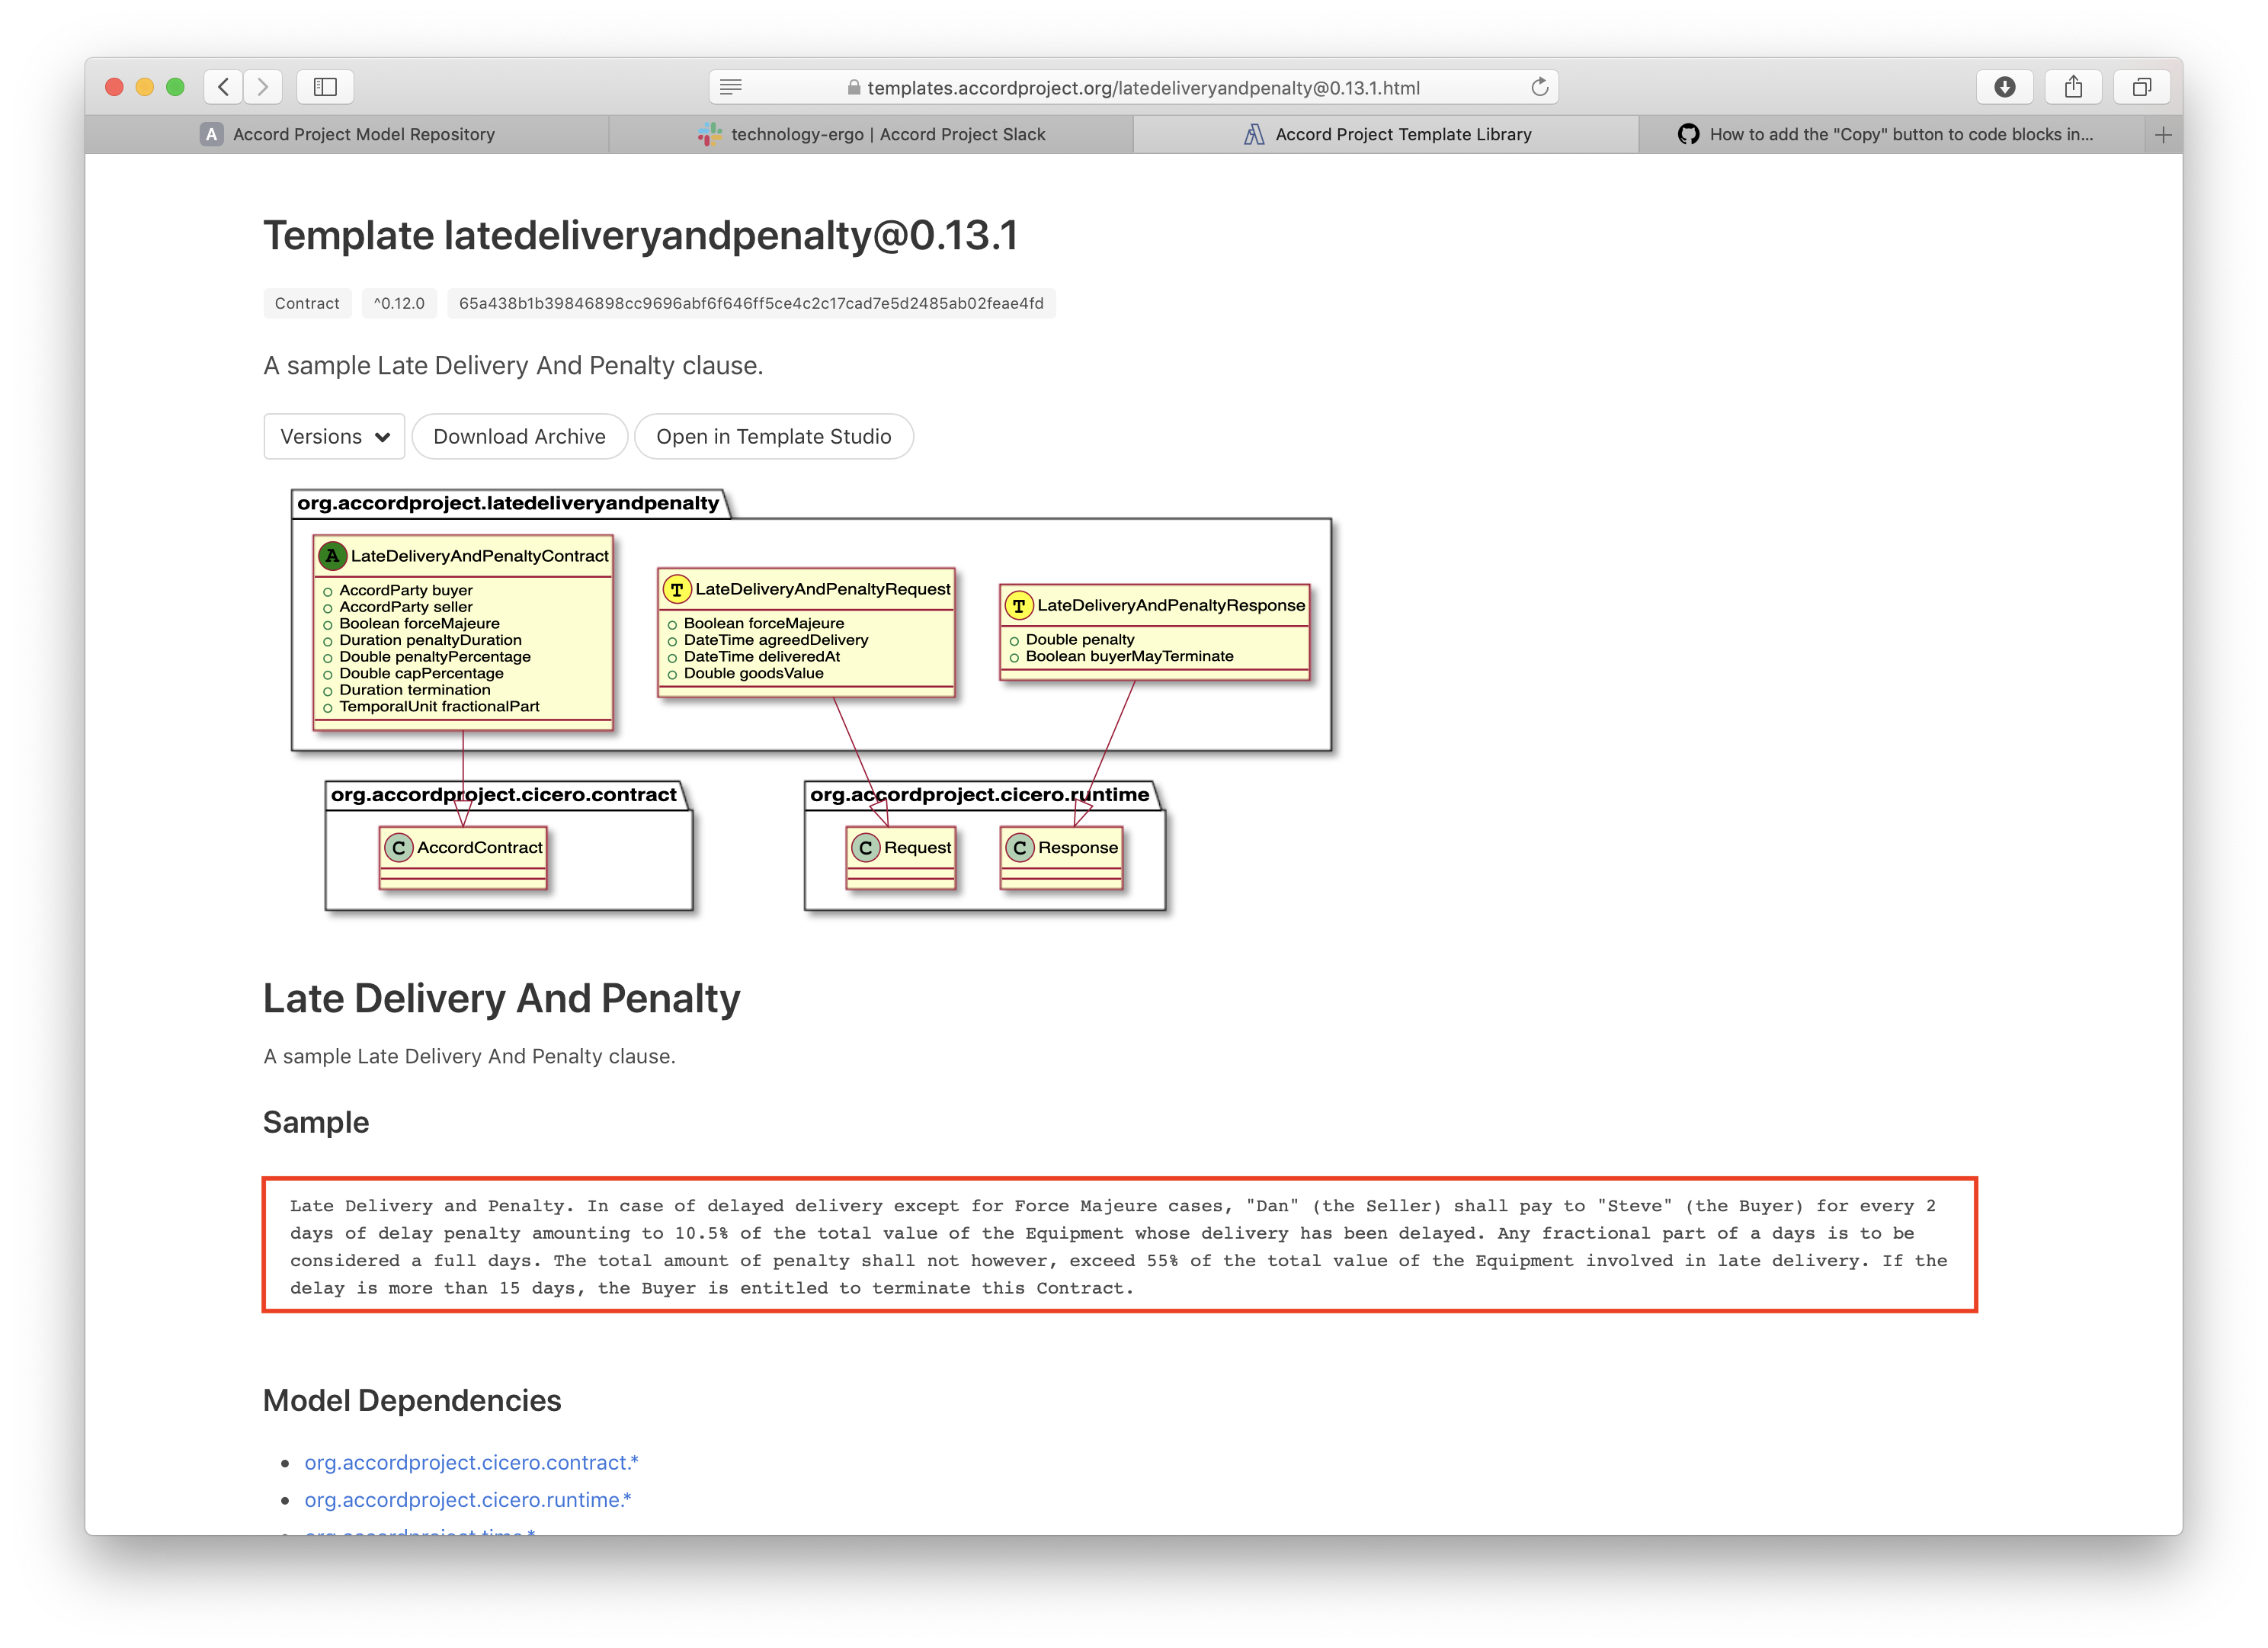 templates.accordproject.org/latedeliveryandpenalty@0.13.1.html
A Accord Project Model Repository
technology-ergo | Accord Project Slack
Accord Project Template Library
How to add the "Copy" button to code blocks in...
Template latedeliveryandpenalty@0.13.1
Contract ^0.12.0 65a438b1b39846898cc9696abf6f646ff5ce4c2c17cad7e5d2485ab02feae4fd
A sample Late Delivery And Penalty clause.
Versions Download Archive Open in Template Studio
org.accordproject.latedeliveryandpenalty
A LateDeliveryAndPenaltyContract
AccordParty buyer
AccordParty seller
Boolean forceMajeure
Duration penaltyDuration
Double penaltyPercentage
Double capPercentage
Duration termination
TemporalUnit fractionalPart
T LateDeliveryAndPenaltyRequest
Boolean forceMajeure
DateTime agreedDelivery
DateTime deliveredAt
Double goodsValue
T LateDeliveryAndPenaltyResponse
Double penalty
Boolean buyerMayTerminate
org.accordproject.cicero.contract
C AccordContract
org.accordproject.cicero.runtime
C Request
C Response
Late Delivery And Penalty
A sample Late Delivery And Penalty clause.
Sample
Late Delivery and Penalty. In case of delayed delivery except for Force Majeure cases, "Dan" (the Seller) shall pay to "Steve" (the Buyer) for every 2
days of delay penalty amounting to 10.5% of the total value of the Equipment whose delivery has been delayed. Any fractional part of a days is to be
considered a full days. The total amount of penalty shall not however, exceed 55% of the total value of the Equipment involved in late delivery. If the
delay is more than 15 days, the Buyer is entitled to terminate this Contract.
Model Dependencies
org.accordproject.cicero.contract.*
org.accordproject.cicero.runtime.*
org.accordproject.time.*